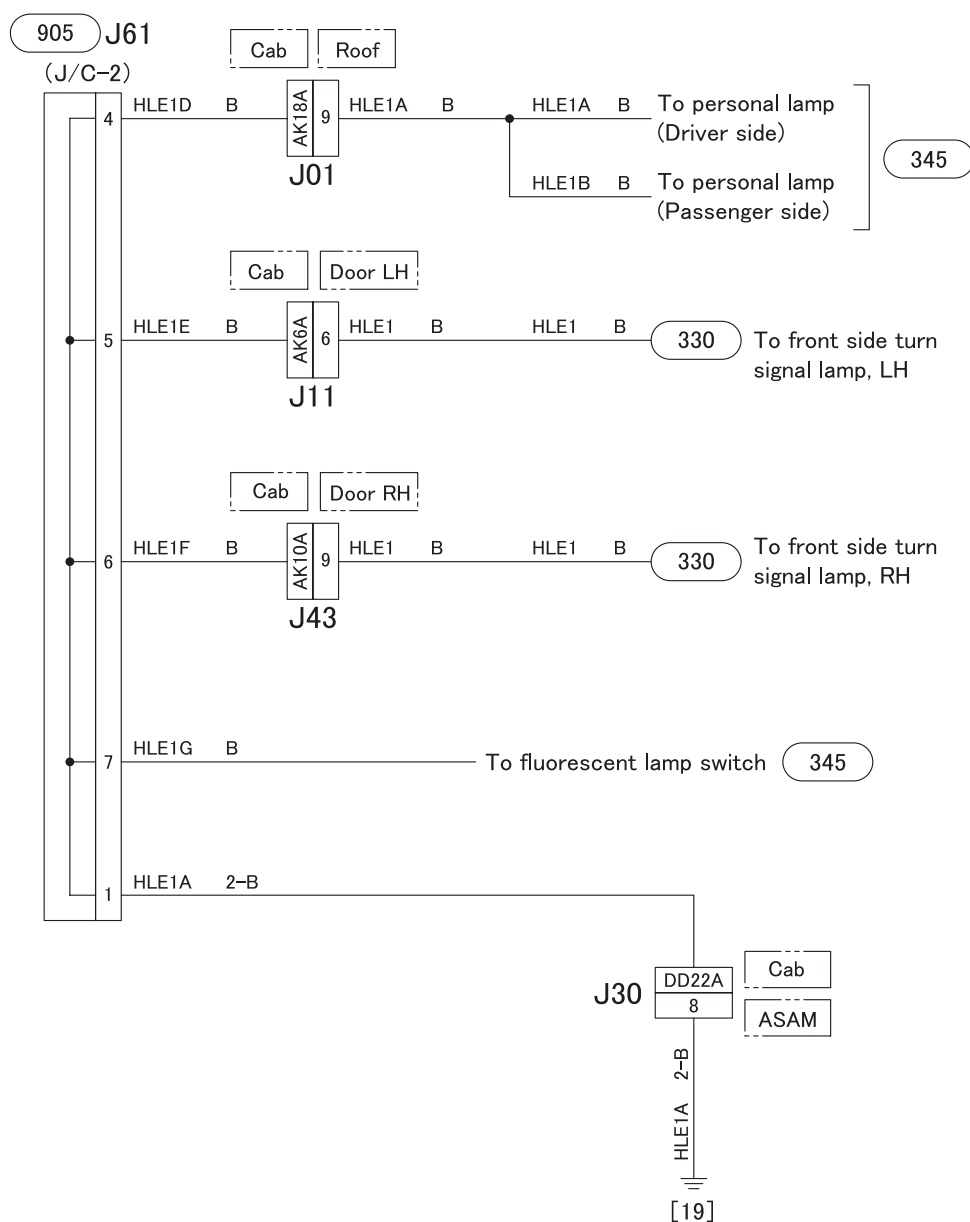 905 J61
(J/C-2)
Cab Roof
4 HLE1D B AK18A 9 HLE1A B HLE1A B To personal lamp
(Driver side)
J01
345
HLE1B B To personal lamp
(Passenger side)
Cab Door LH
5 HLE1E B AK6A 6 HLE1 B HLE1 B 330 To front side turn
signal lamp, LH
J11
Cab Door RH
6 HLE1F B AK10A 9 HLE1 B HLE1 B 330 To front side turn
signal lamp, RH
J43
7 HLE1G B To fluorescent lamp switch 345
1 HLE1A 2-B
J30 DD22A Cab
8 ASAM
HLE1A 2-B
[19]